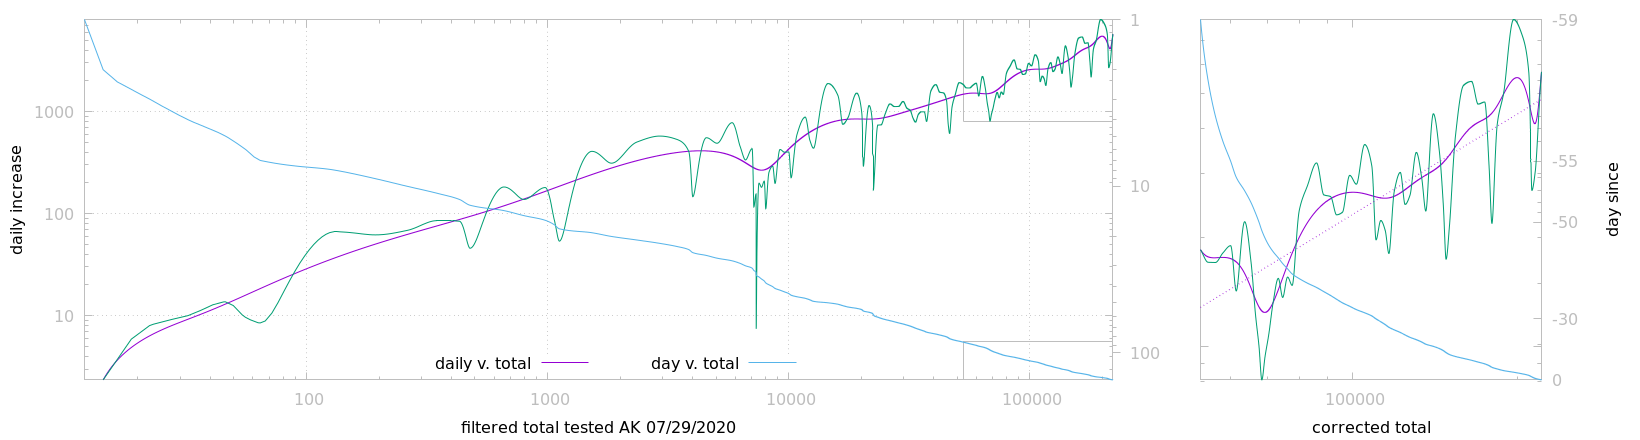 daily increase
1000
100
10
daily v. total
day v. total
1
10
100
100
1000
10000
100000
filtered total tested AK 07/29/2020
-59
-55
-50
-30
0
day since
100000
corrected total